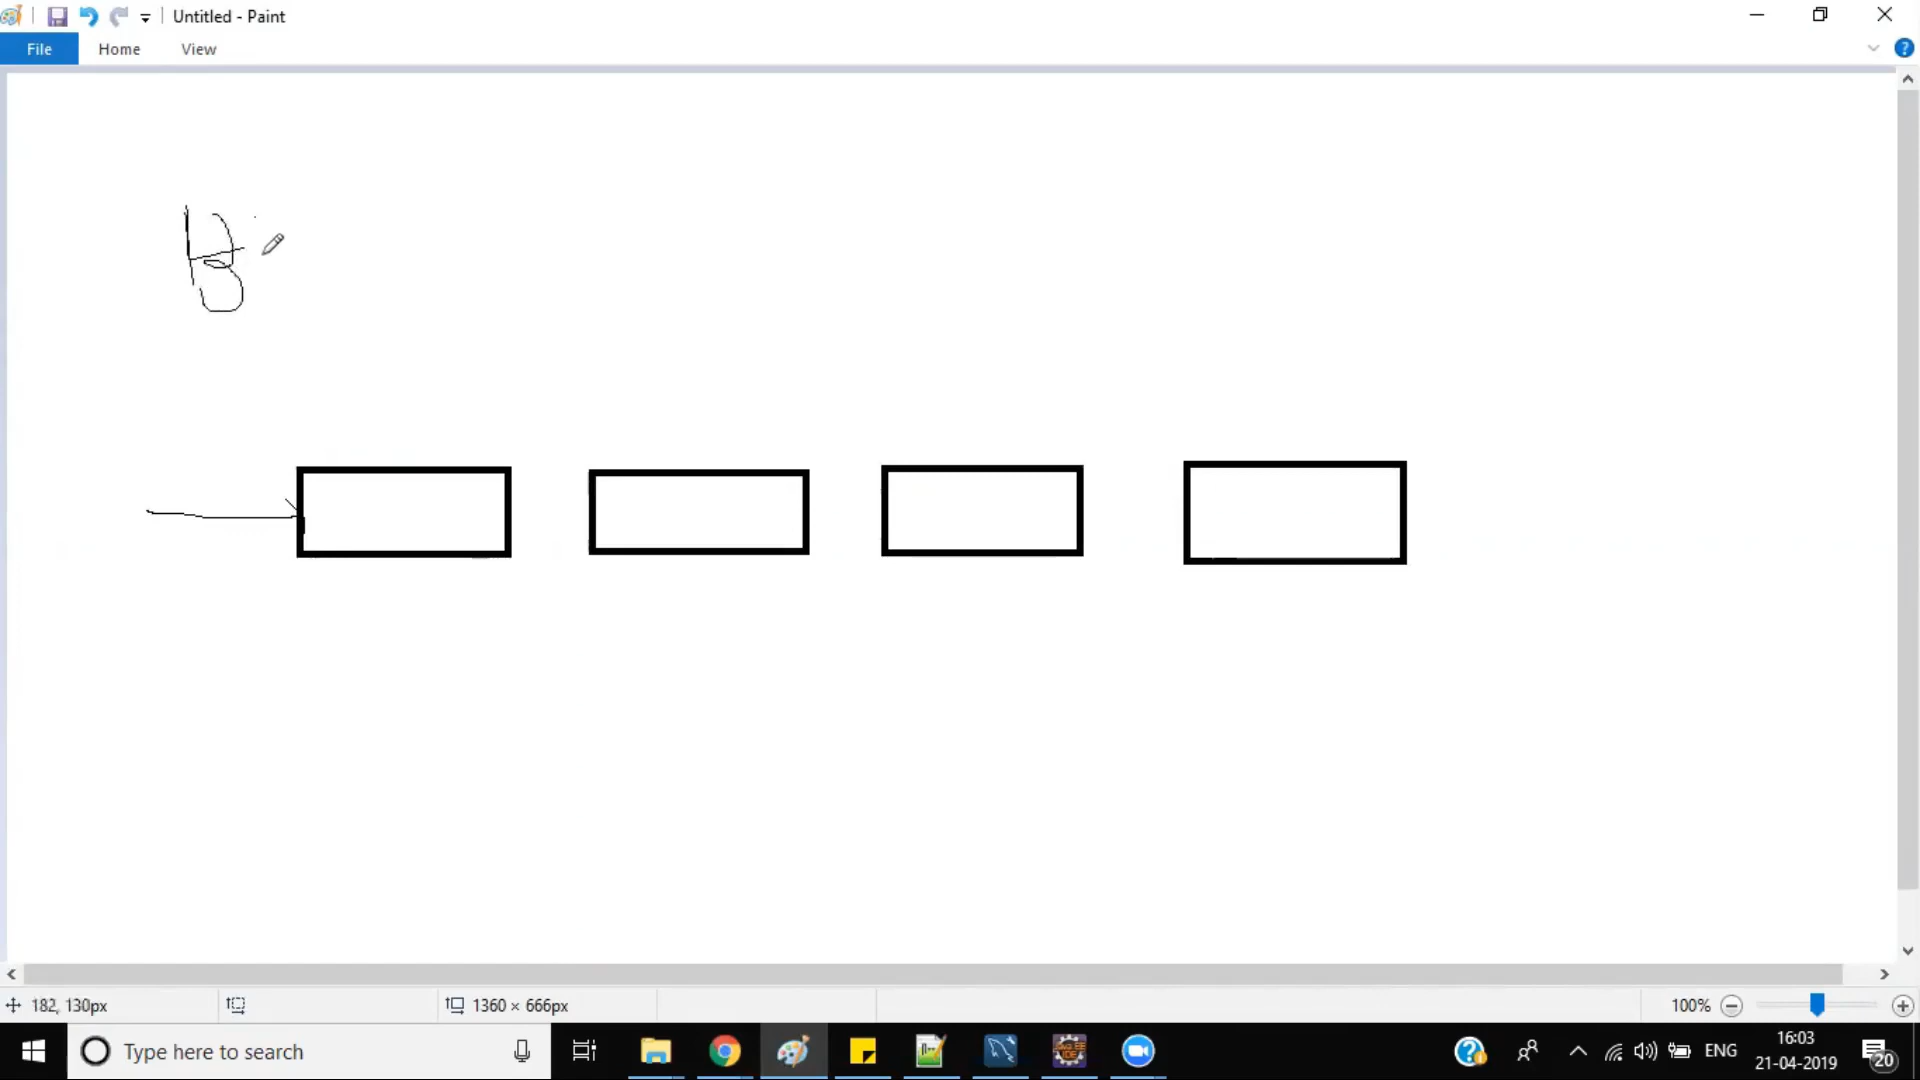 Untitled - Paint
File Home View
182, 130px
1360 × 666px
100%
Type here to search
ENG
16:03
21-04-2019
20